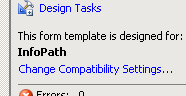 Design Tasks
This form template is designed for:
InfoPath
Change Compatibility Settings...
Errors: 0